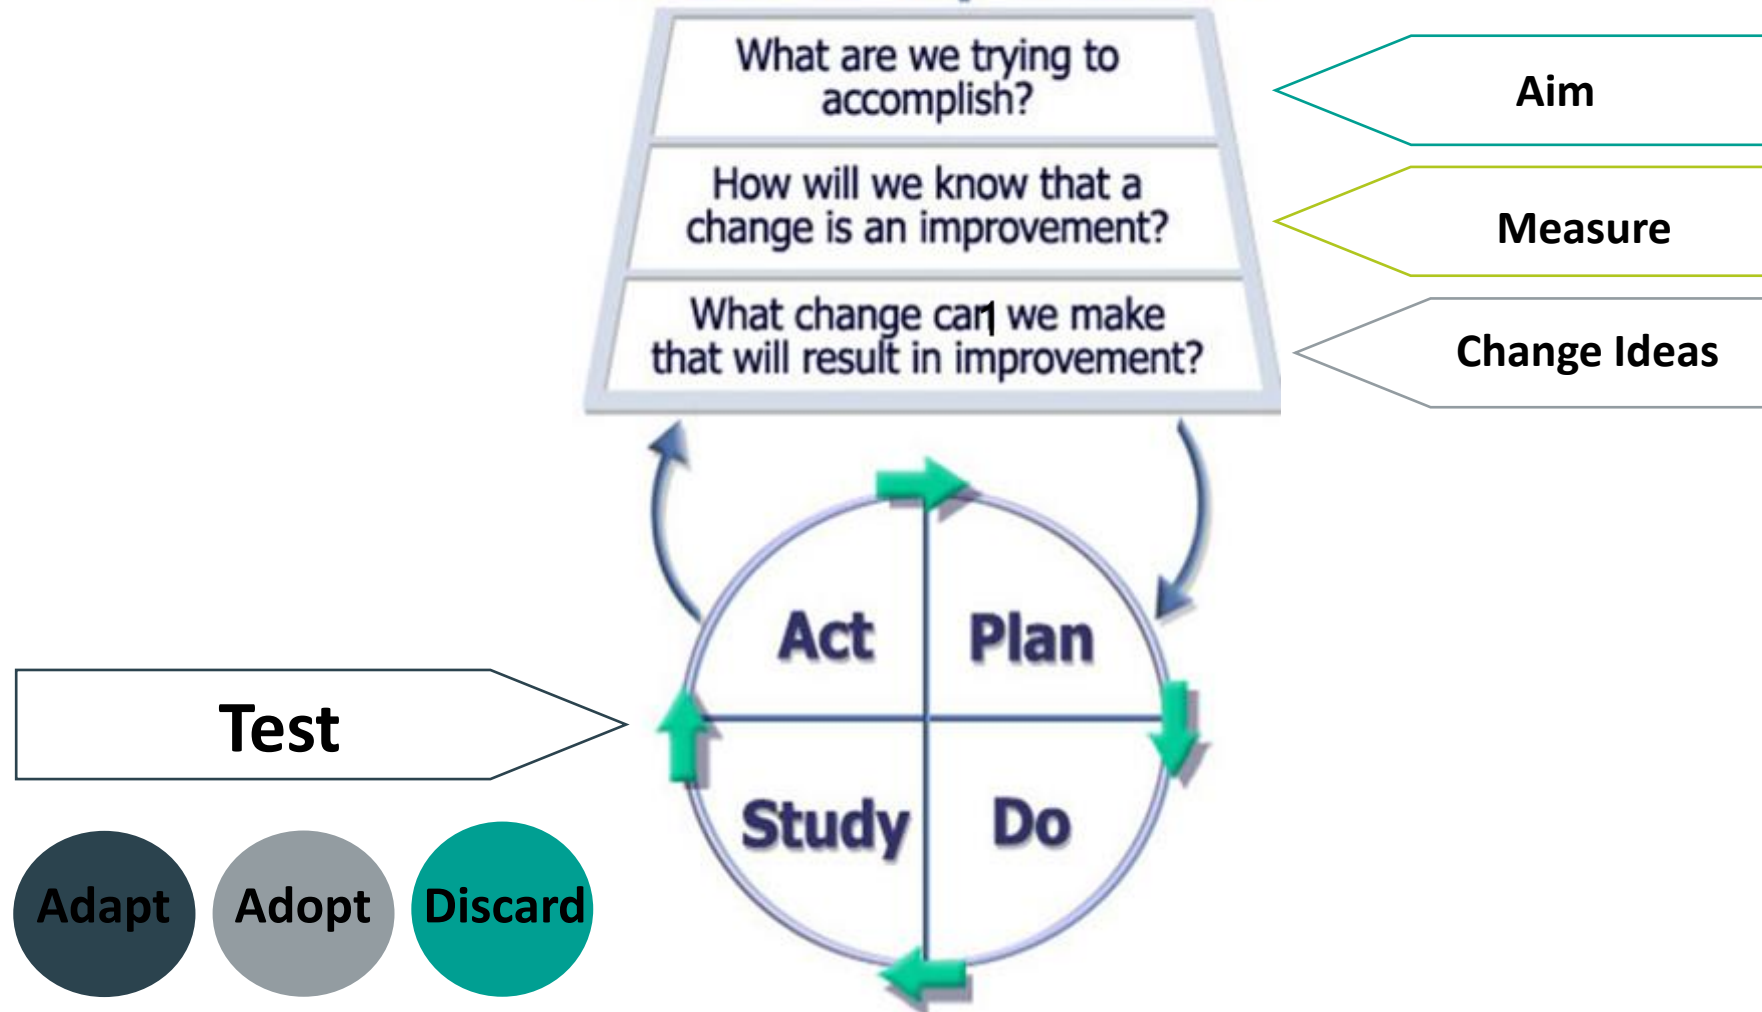 What are we trying to
accomplish?
Aim
How will we know that a
change is an improvement?
Measure
What change can we make
that will result in improvement?
1
Change Ideas
Act
Plan
Test
Study
Do
Adapt
Adopt
Discard